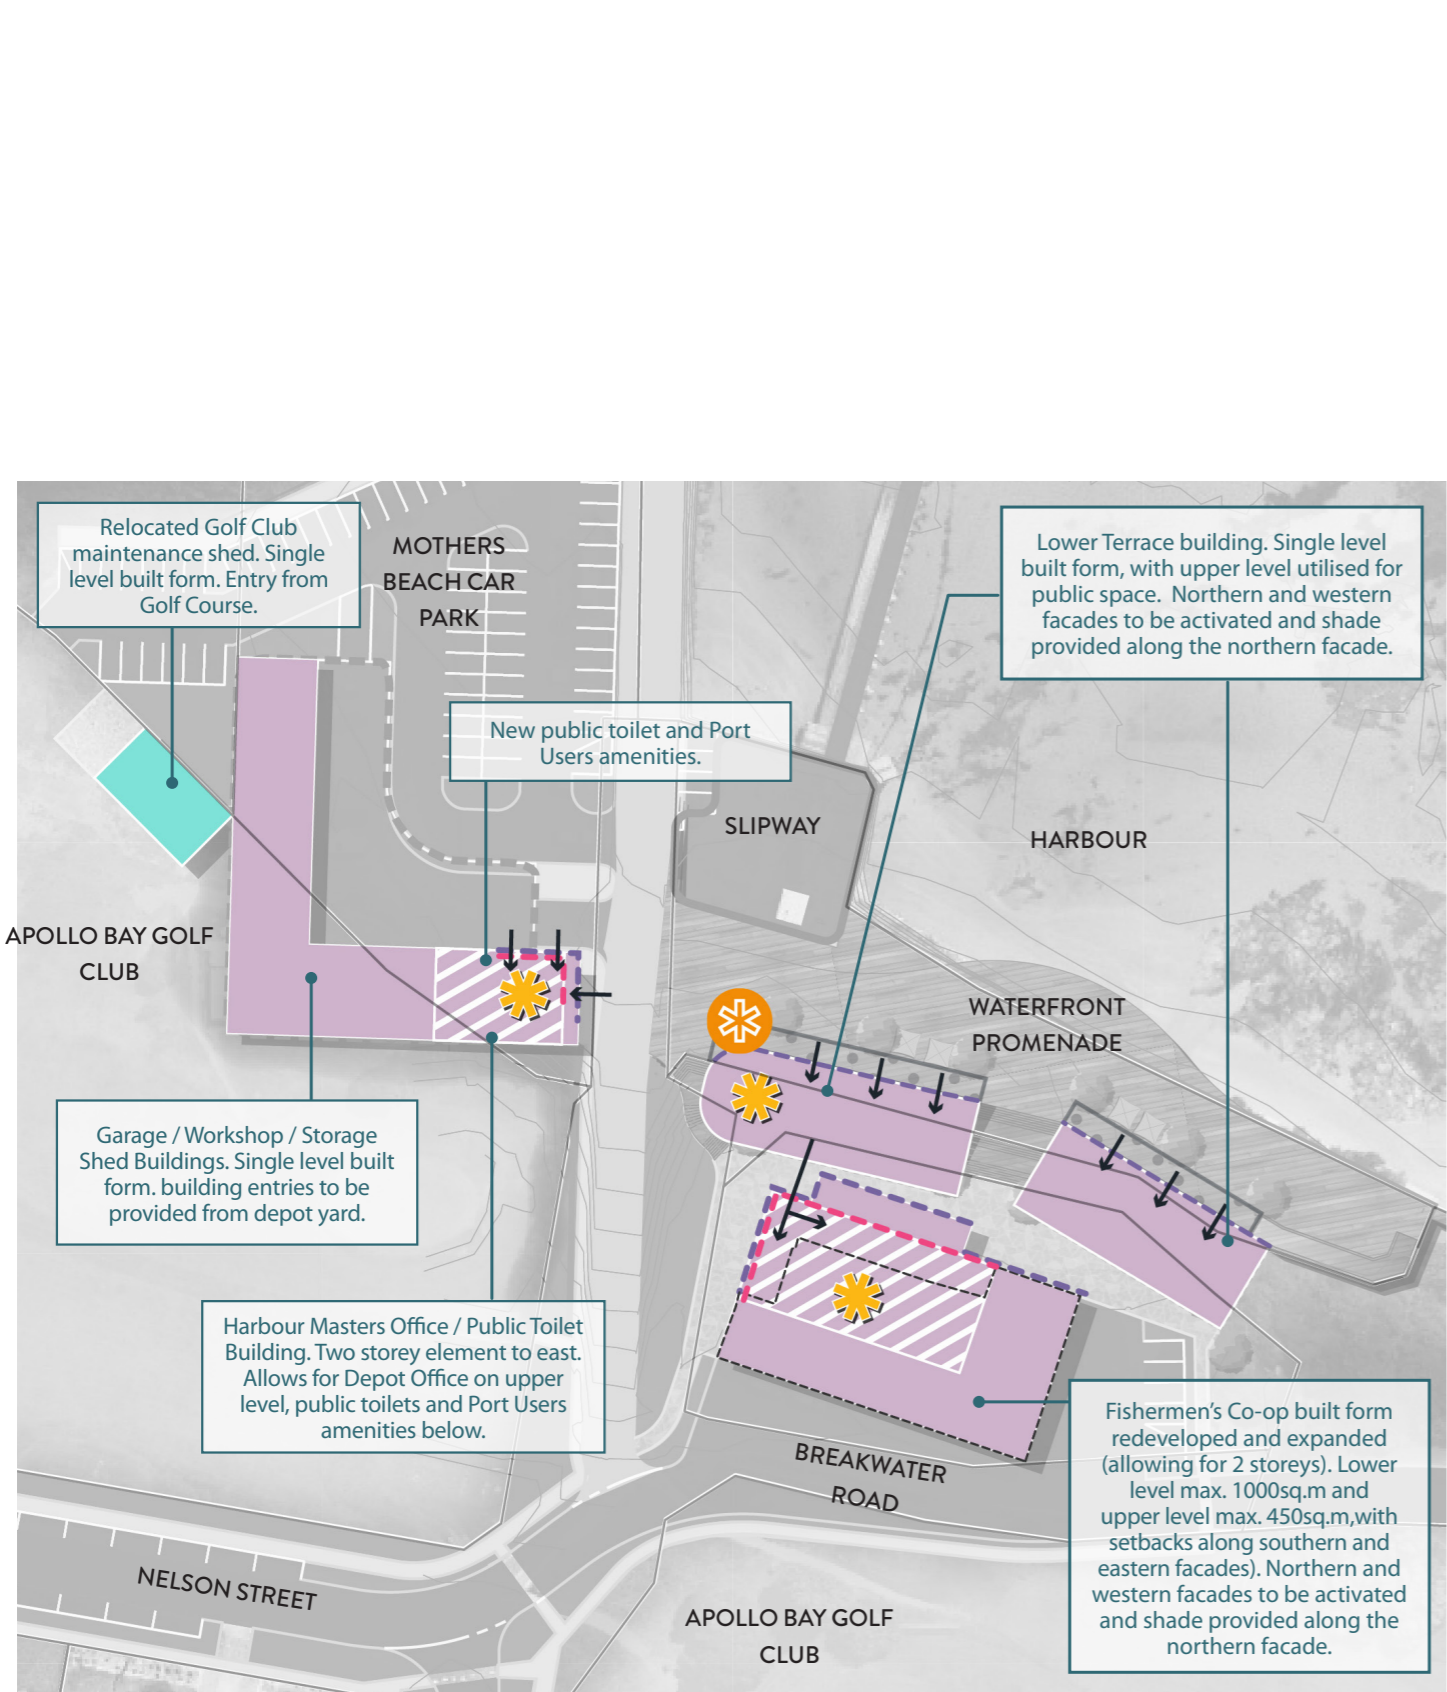 Relocated Golf Club
maintenance shed. Single
level built form. Entry from
Golf Course.
MOTHERS
BEACH CAR
PARK
Lower Terrace building. Single level
built form, with upper level utilised for
public space.  Northern and western
facades to be activated and shade
provided along the northern facade.
New public toilet and Port
Users amenities.
SLIPWAY
HARBOUR
APOLLO BAY GOLF
CLUB
WATERFRONT
PROMENADE
Garage / Workshop / Storage
Shed Buildings. Single level built
form. building entries to be
provided from depot yard.
Harbour Masters Office / Public Toilet
Building. Two storey element to east.
Allows for Depot Office on upper
level, public toilets and Port Users
amenities below.
Fishermen’s Co-op built form
redeveloped and expanded
(allowing for 2 storeys). Lower
level max. 1000sq.m and
upper level max. 450sq.m,with
setbacks along southern and
eastern facades). Northern and
western facades to be activated
and shade provided along the
northern facade.
BREAKWATER
ROAD
NELSON STREET
APOLLO BAY GOLF
CLUB